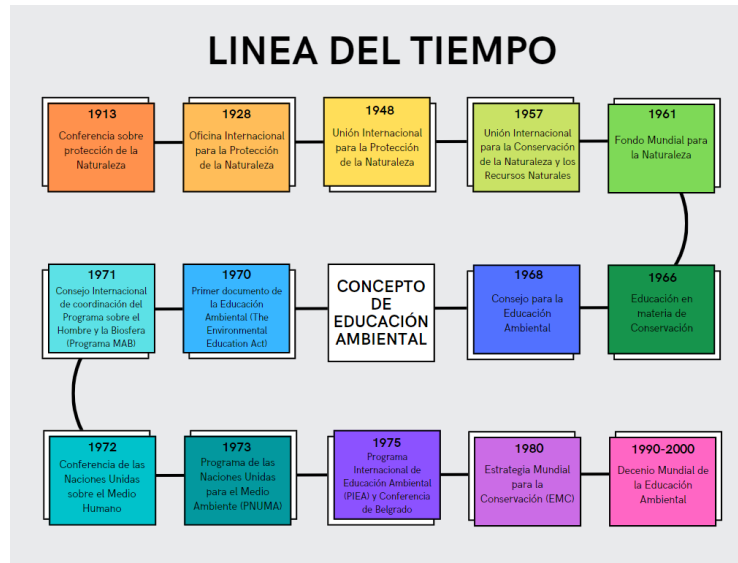 LINEA DEL TIEMPO
1913
Conferencia sobre
protección de la
Naturaleza
1928
Oficina Internacional
para la Protección
de la Naturaleza
1948
Unión Internacional
para la Protección
de la Naturaleza
1957
Unión Internacional
para la Conservación
de la Naturaleza y los
Recursos Naturales
1961
Fondo Mundial para
la Naturaleza
1971
Consejo Internacional
de coordinación del
Programa sobre el
Hombre y la Biosfera
(Programa MAB)
1970
Primer documento de
la Educación
Ambiental (The
Environmental
Education Act)
CONCEPTO
DE
EDUCACIÓN
AMBIENTAL
1968
Consejo para la
Educación
Ambiental
1966
Educación en
materia de
Conservación
1972
Conferencia de las
Naciones Unidas
sobre el Medio
Humano
1973
Programa de las
Naciones Unidas
para el Medio
Ambiente (PNUMA)
1975
Programa
Internacional de
Educación Ambiental
(PIEA) y Conferencia
de Belgrado
1980
Estrategia Mundial
para la
Conservación (EMC)
1990-2000
Decenio Mundial de
la Educación
Ambiental